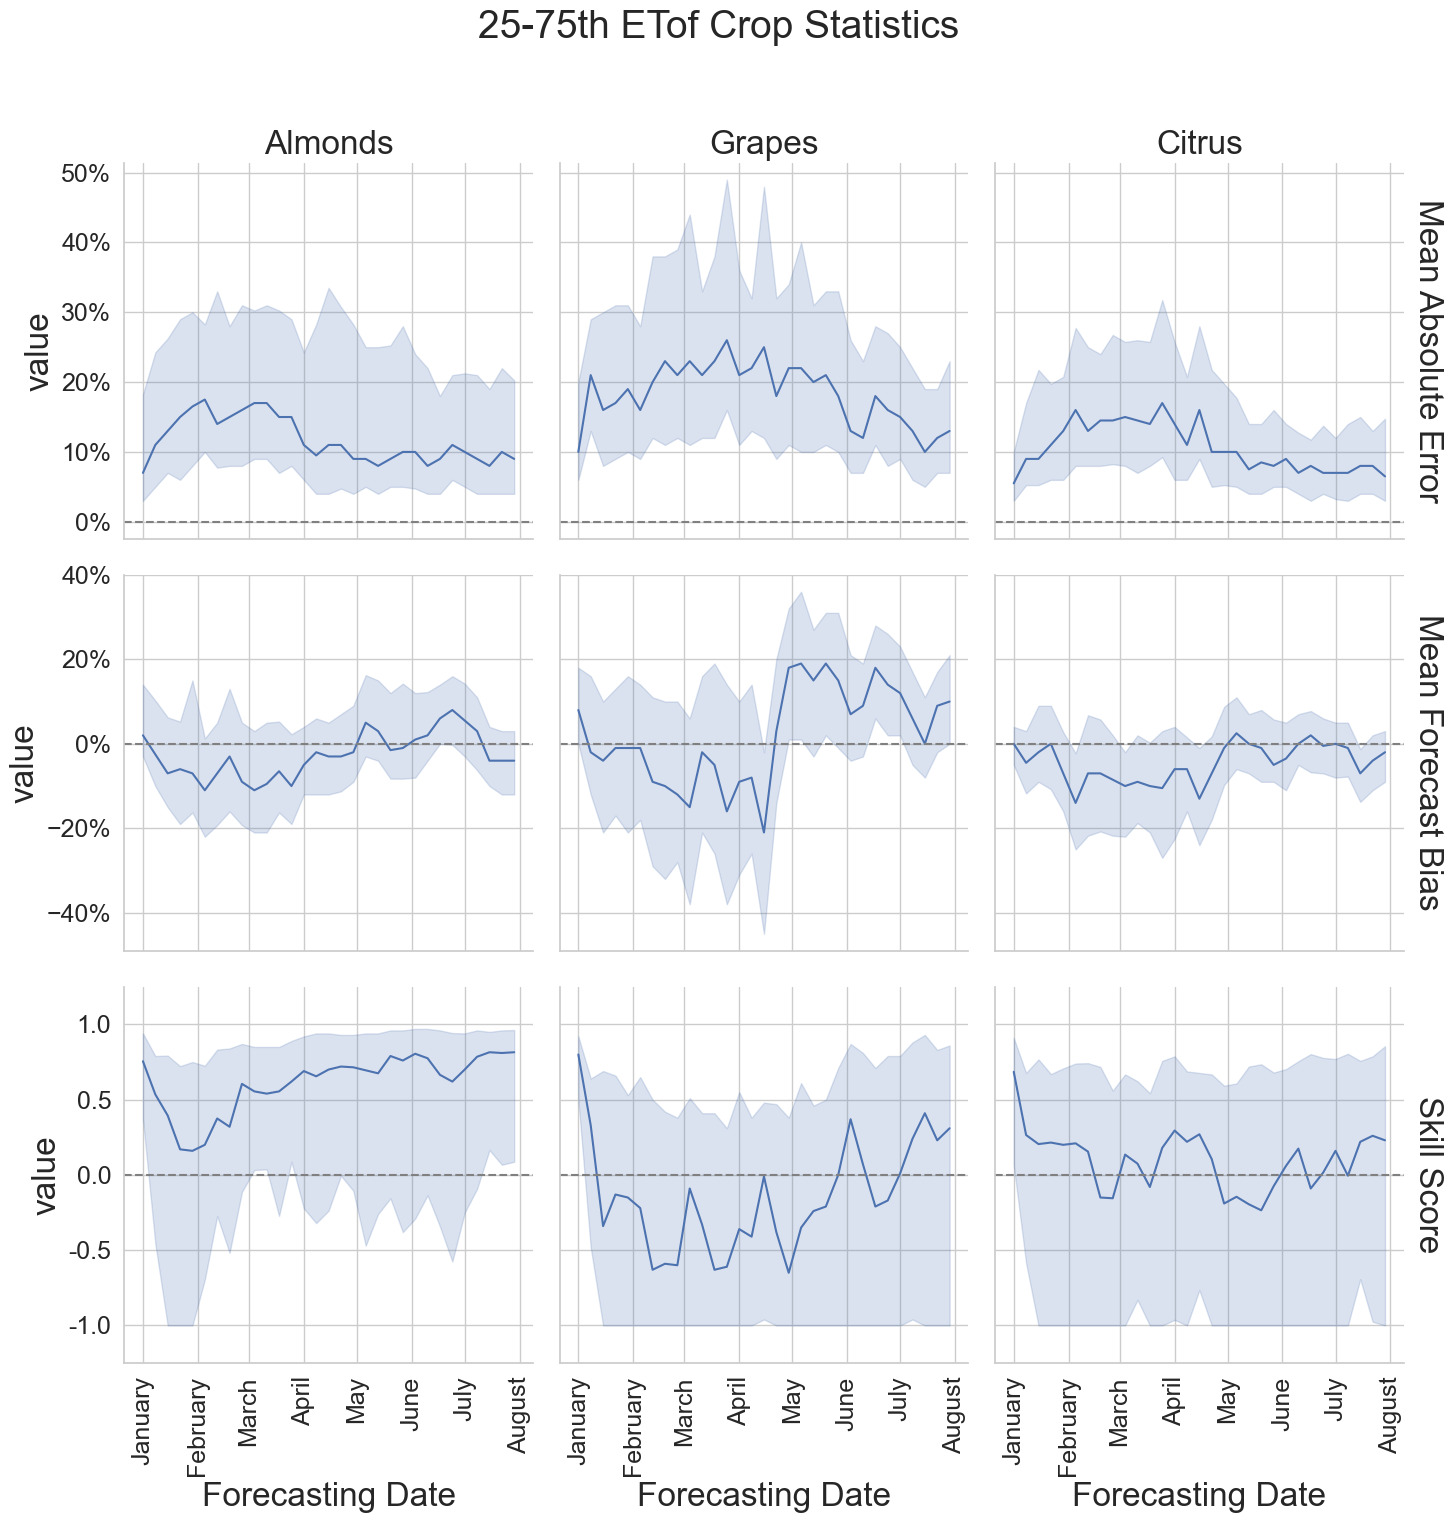 25-75th ETof Crop Statistics
Almonds
Grapes
Citrus
50%
40%
30%
20%
10%
0%
value
Mean Absolute Error
40%
20%
0%
−20%
−40%
value
Mean Forecast Bias
1.0
0.5
0.0
-0.5
-1.0
value
Skill Score
January
February
March
April
May
June
July
August
January
February
March
April
May
June
July
August
January
February
March
April
May
June
July
August
Forecasting Date
Forecasting Date
Forecasting Date